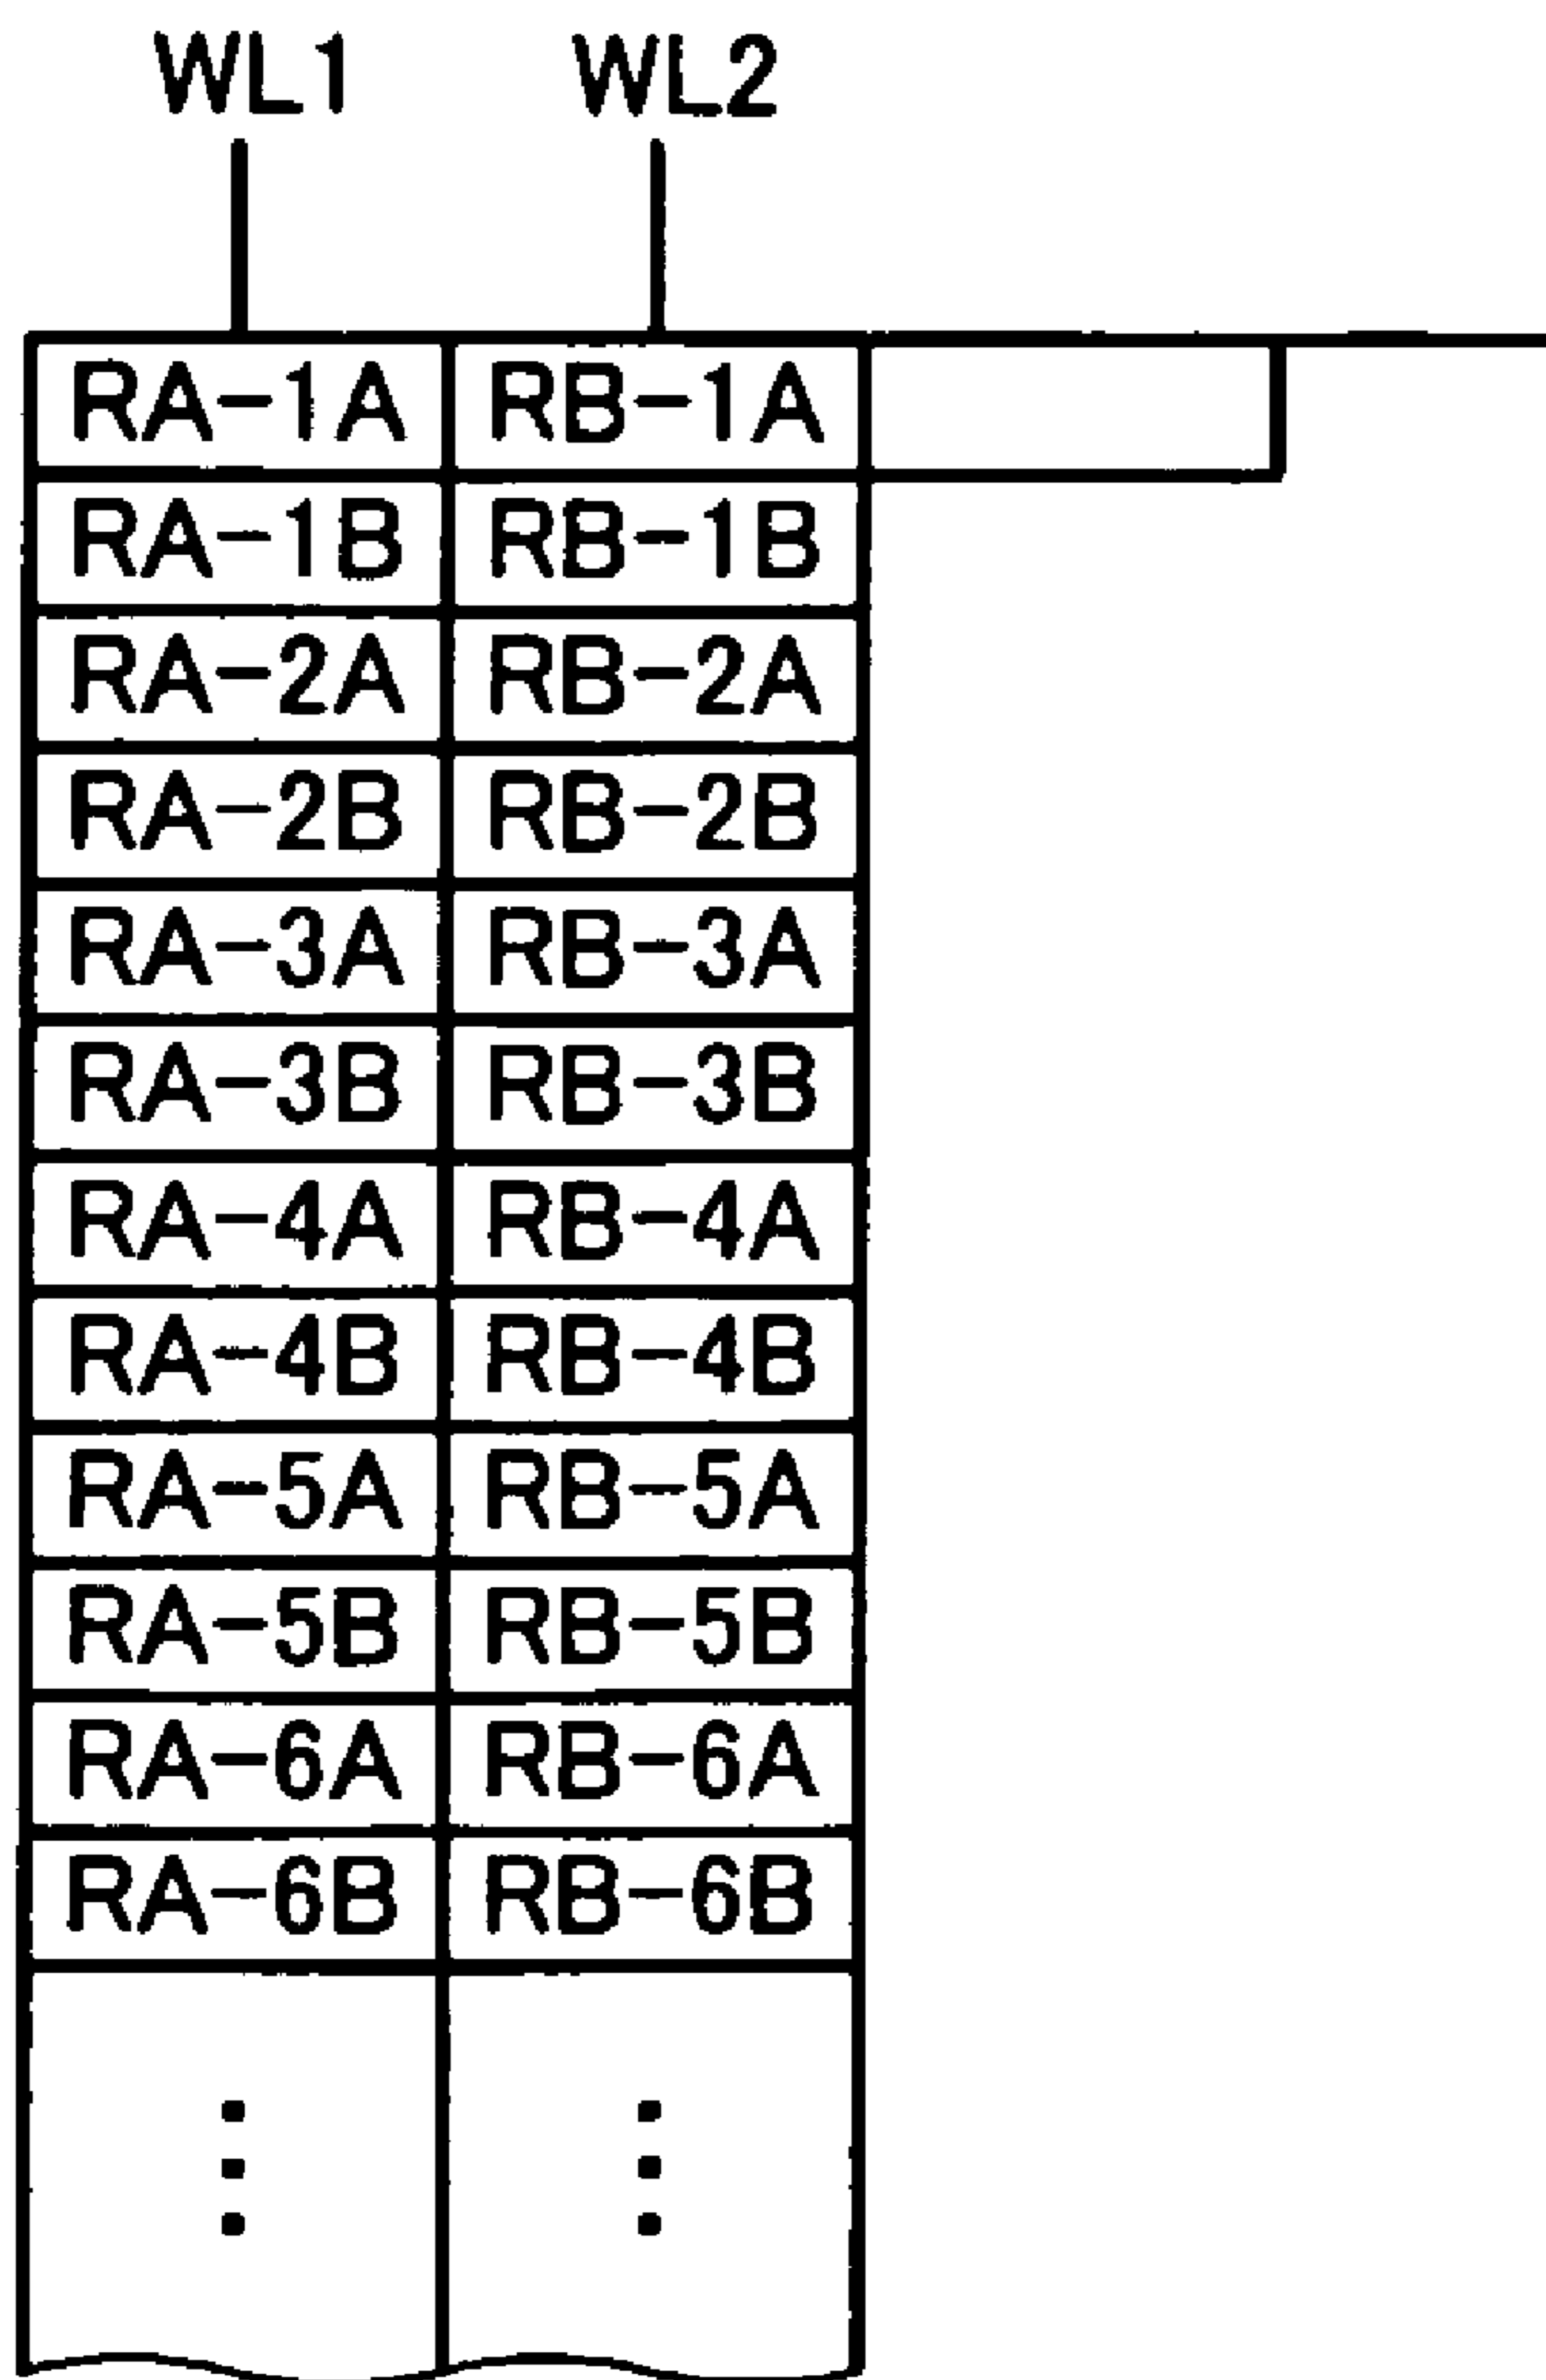 WL1 WL2
RA-1A RB-1A
RA-1B RB-1B
RA-2A RB-2A
RA-2B RB-2B
RA-3A RB-3A
RA-3B RB-3B
RA-4A RB-4A
RA-4B RB-4B
RA-5A RB-5A
RA-5B RB-5B
RA-6A RB-6A
RA-6B RB-6B